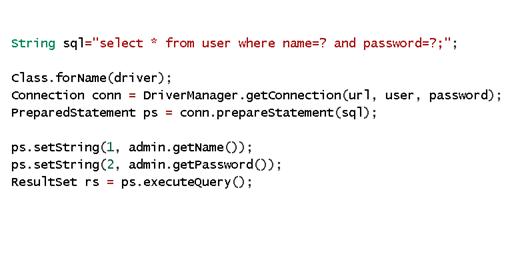 String sql="select * from user where name=? and password=?;";
Class.forName(driver);
Connection conn = DriverManager.getConnection(url, user, password);
PreparedStatement ps = conn.prepareStatement(sql);
ps.setString(1, admin.getName());
ps.setString(2, admin.getPassword());
ResultSet rs = ps.executeQuery();